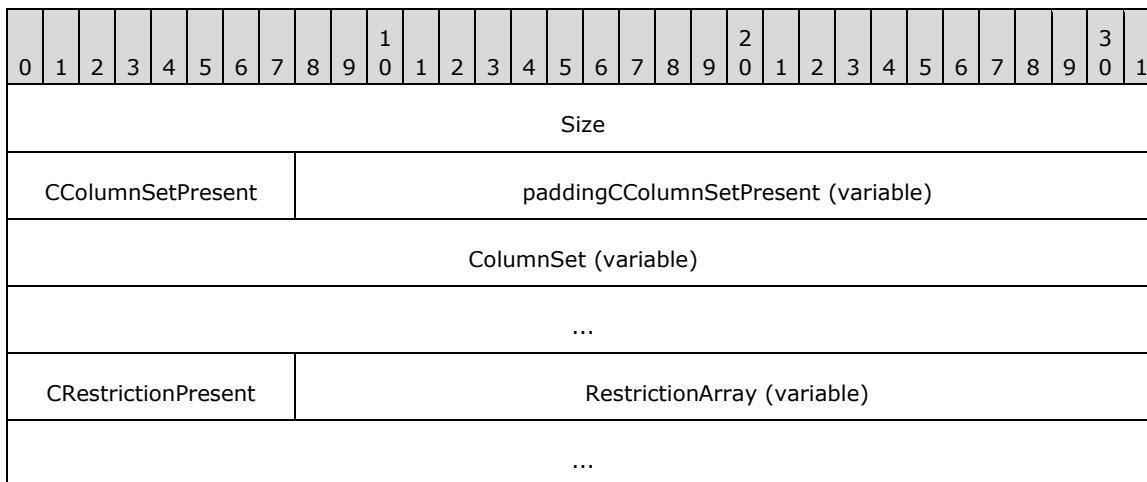 1 2 3
0 1 2 3 4 5 6 7 8 9 0 1 2 3 4 5 6 7 8 9 0 1 2 3 4 5 6 7 8 9 0 1
Size
CColumnSetPresent paddingCColumnSetPresent (variable)
ColumnSet (variable)
...
CRestrictionPresent RestrictionArray (variable)
...